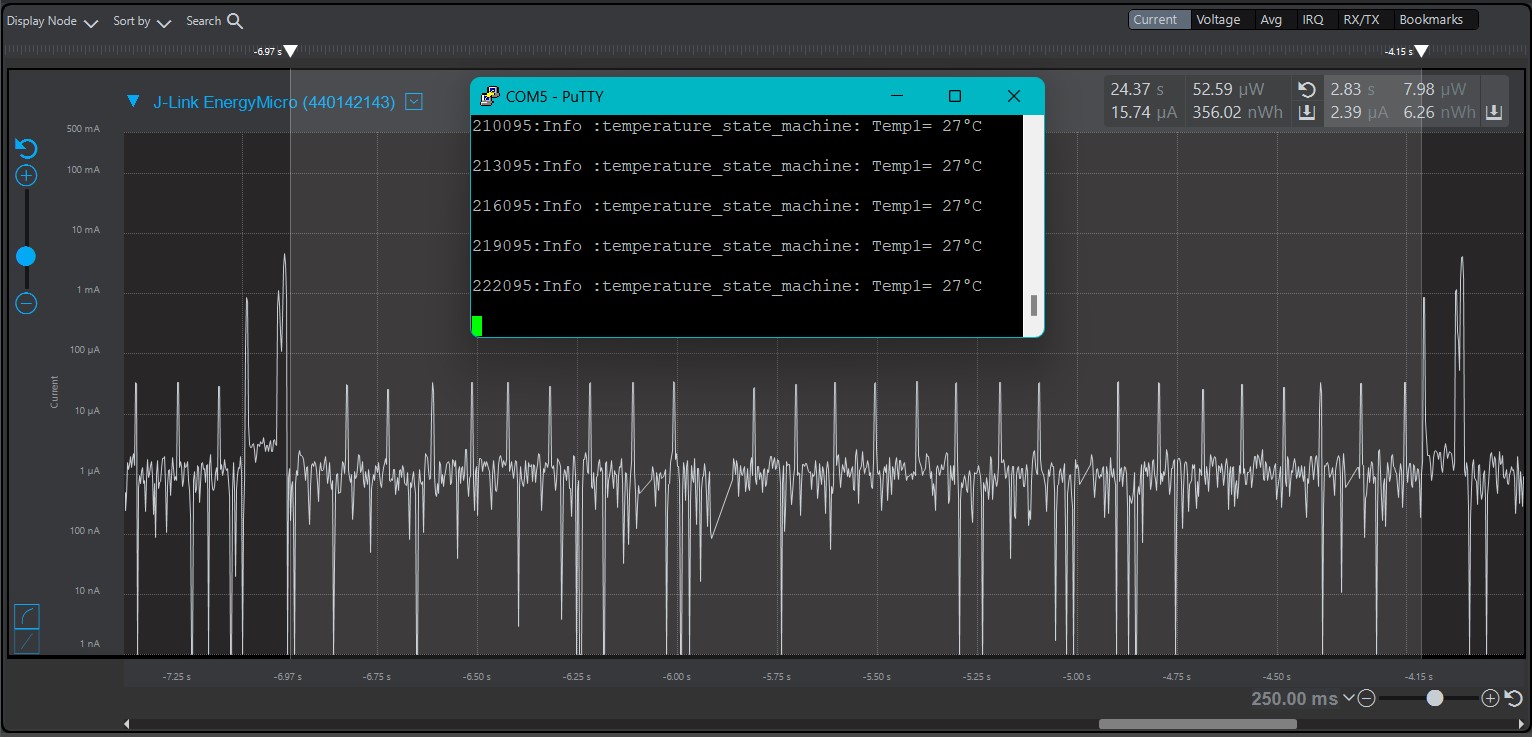 Display Node Sort by Search Current Voltage Avg IRQ RX/TX Bookmarks
-6.97 s -4.15 s
J-Link EnergyMicro (440142143)
24.37 s 52.59 µW 2.83 s 7.98 µW
15.74 µA 356.02 nWh 2.39 µA 6.26 nWh
COM5 - PuTTY
210095:Info :temperature_state_machine: Temp1= 27°C
213095:Info :temperature_state_machine: Temp1= 27°C
216095:Info :temperature_state_machine: Temp1= 27°C
219095:Info :temperature_state_machine: Temp1= 27°C
222095:Info :temperature_state_machine: Temp1= 27°C
500 mA
100 mA
10 mA
1 mA
100 µA
10 µA
1 µA
100 nA
10 nA
1 nA
Current
-7.25 s -6.97 s -6.75 s -6.50 s -6.25 s -6.00 s -5.75 s -5.50 s -5.25 s -5.00 s -4.75 s -4.50 s -4.15 s
250.00 ms